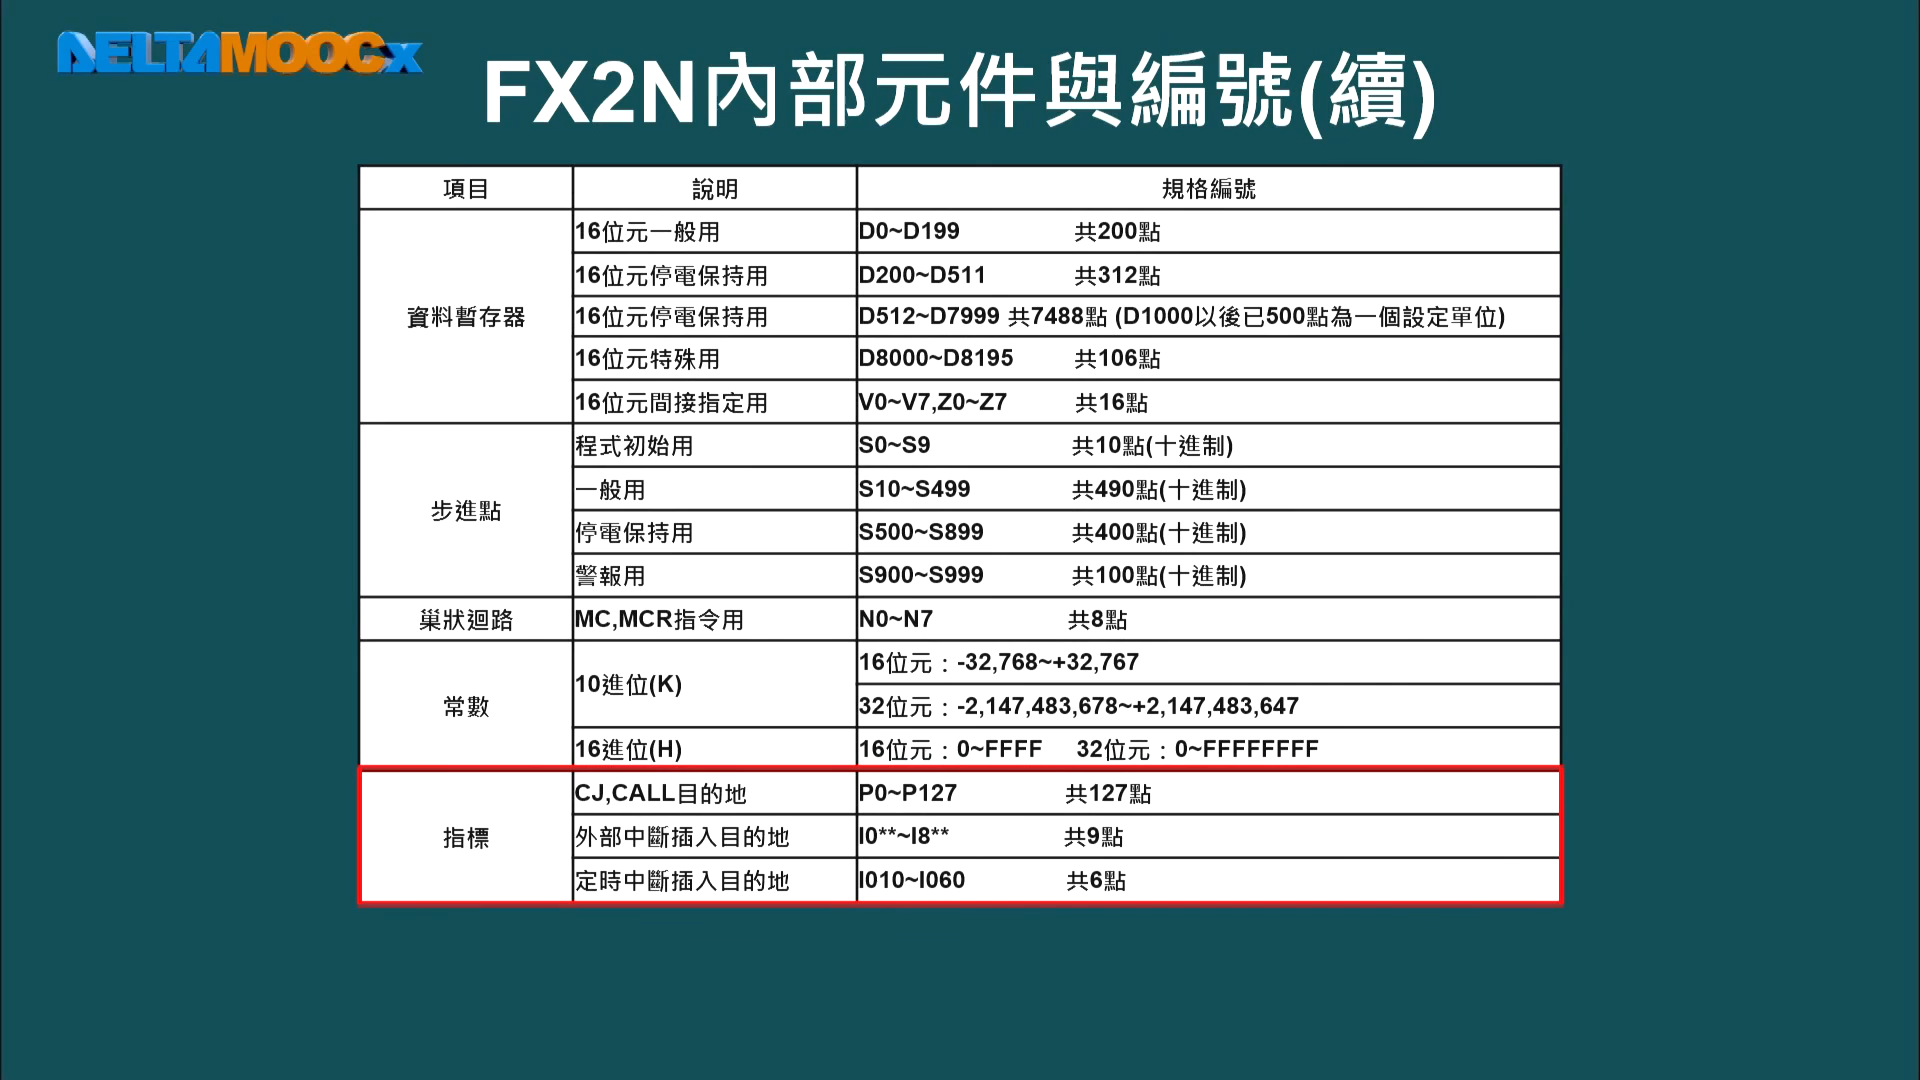 DELTAMOOCx
FX2N內部元件與編號(續)
項目 說明 規格編號
資料暫存器
16位元一般用 D0~D199 共200點
16位元停電保持用 D200~D511 共312點
16位元停電保持用 D512~D7999 共7488點 (D1000以後已500點為一個設定單位)
16位元特殊用 D8000~D8195 共106點
16位元間接指定用 V0~V7,Z0~Z7 共16點
步進點
程式初始用 S0~S9 共10點(十進制)
一般用 S10~S499 共490點(十進制)
停電保持用 S500~S899 共400點(十進制)
警報用 S900~S999 共100點(十進制)
巢狀迴路 MC,MCR指令用 N0~N7 共8點
常數
10進位(K)
16位元：-32,768~+32,767
32位元：-2,147,483,678~+2,147,483,647
16進位(H) 16位元：0~FFFF 32位元：0~FFFFFFFF
指標
CJ,CALL目的地 P0~P127 共127點
外部中斷插入目的地 I0**~I8** 共9點
定時中斷插入目的地 I010~I060 共6點